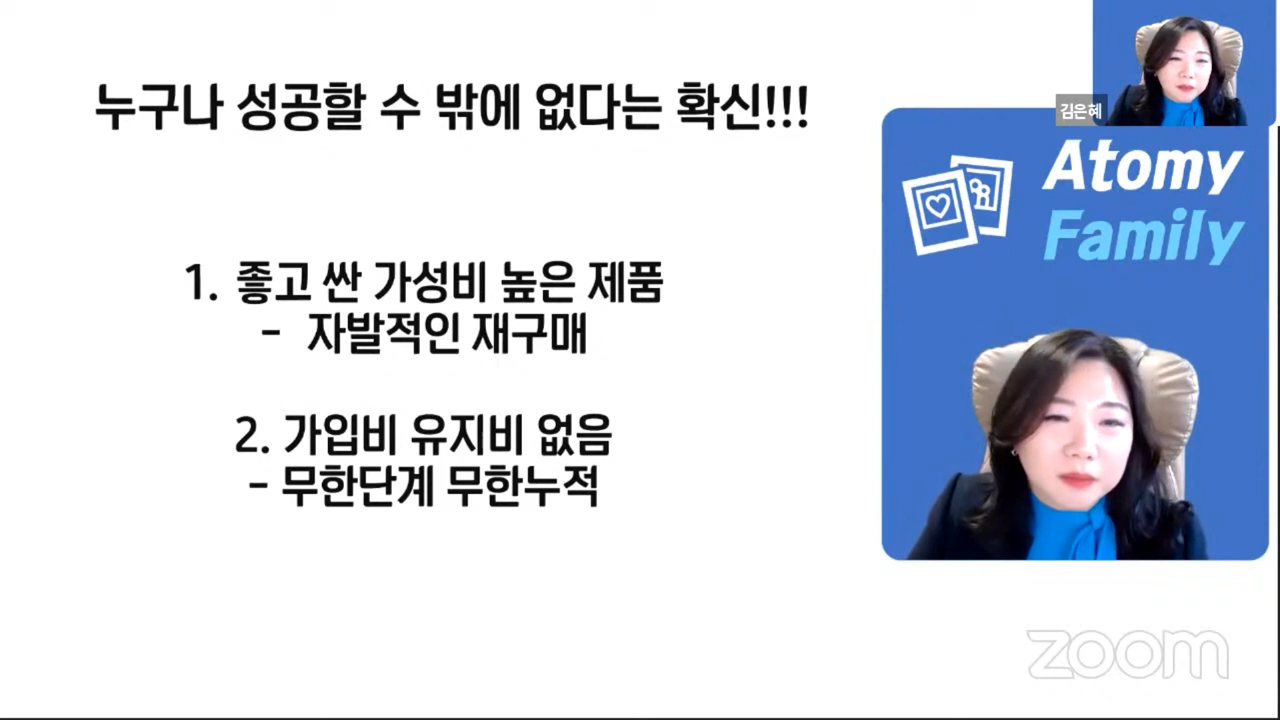 누구나 성공할 수 밖에 없다는 확신!!!
1. 좋고 싼 가성비 높은 제품
- 자발적인 재구매
2. 가입비 유지비 없음
- 무한단계 무한누적
김은혜
Atomy
Family
zoom